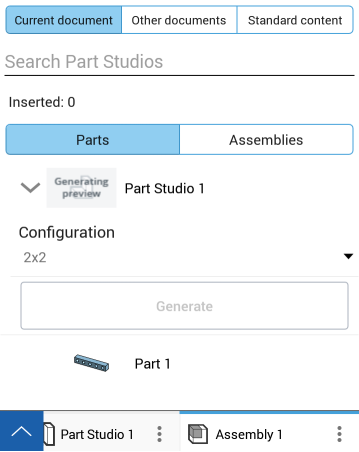 Current document Other documents Standard content
Search Part Studios
Inserted: 0
Parts Assemblies
Generating
preview
Part Studio 1
Configuration
2x2
Generate
Part 1
Part Studio 1 Assembly 1